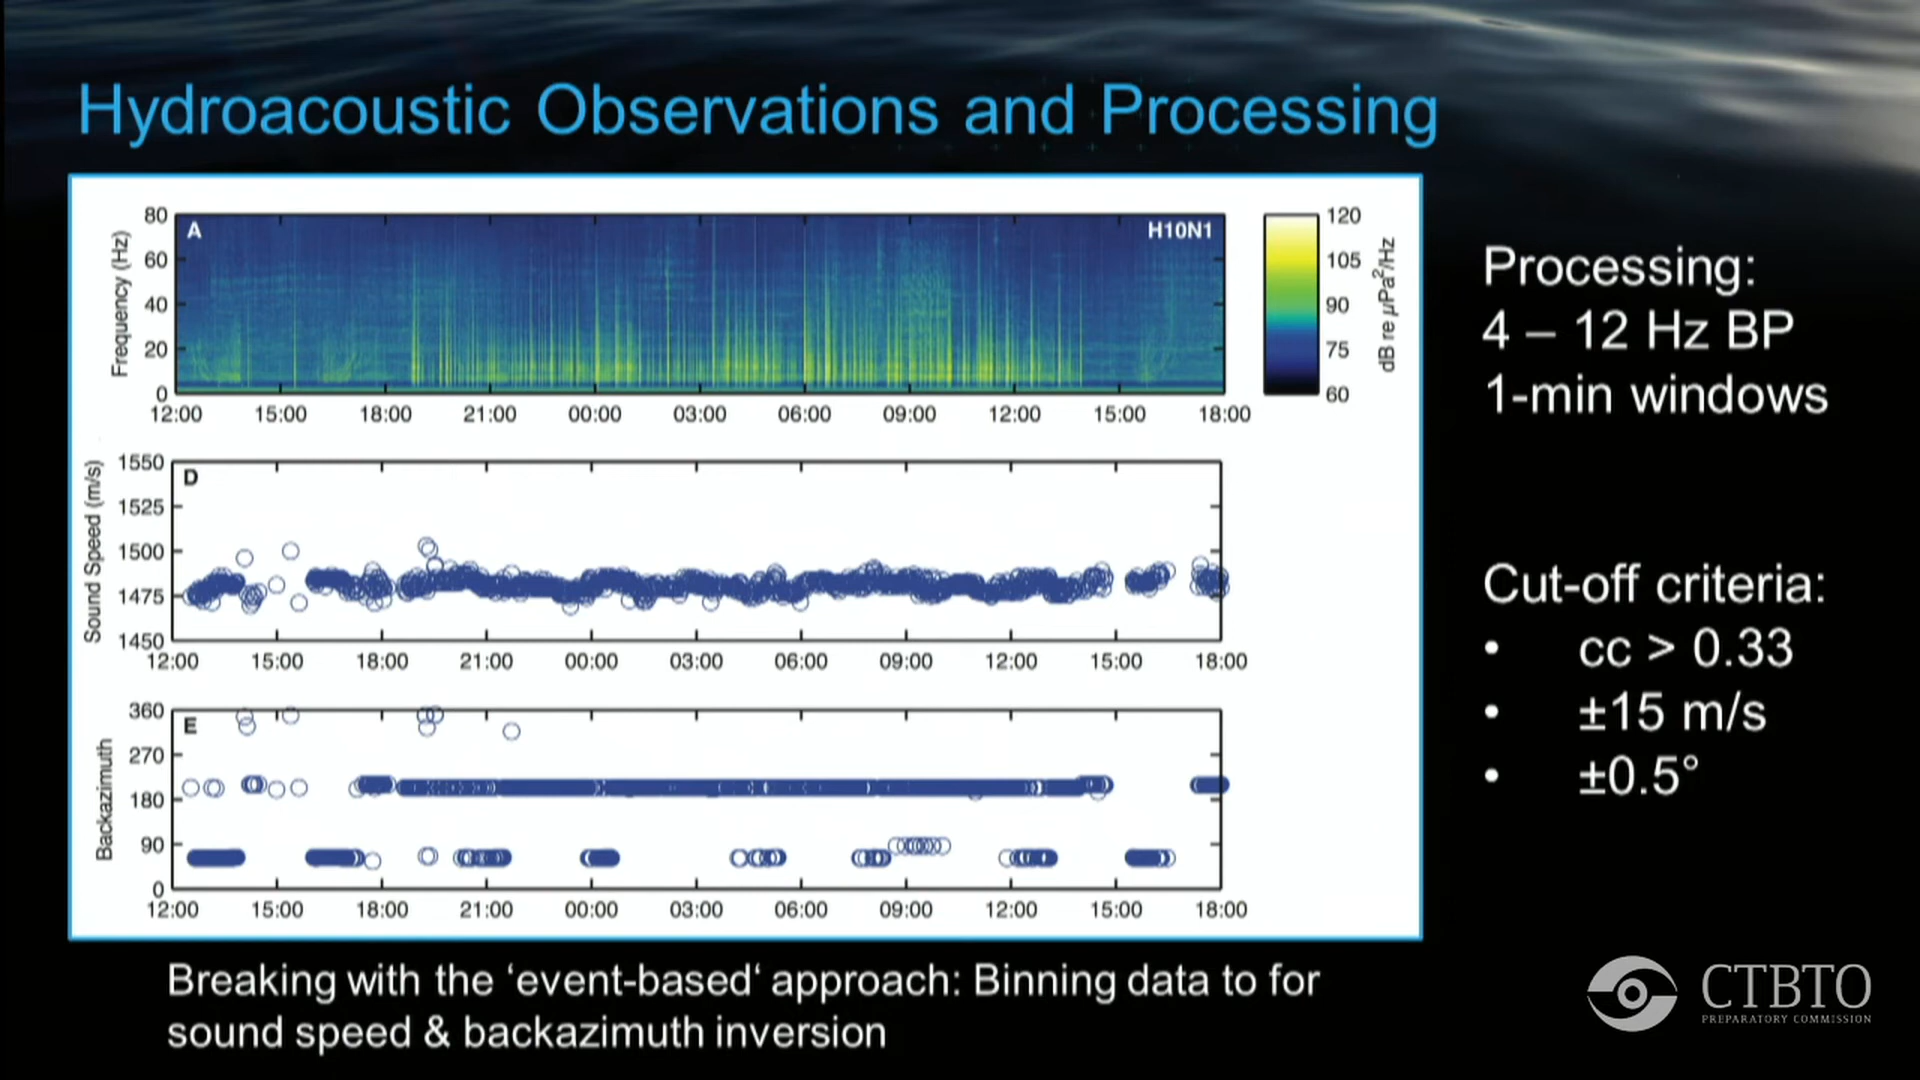 Hydroacoustic Observations and Processing
A
H10N1
Frequency (Hz)
80
60
40
20
0
12:00 15:00 18:00 21:00 00:00 03:00 06:00 09:00 12:00 15:00 18:00
120
105
90
75
60
dB re µPa²/Hz
D
Sound Speed (m/s)
1550
1525
1500
1475
1450
12:00 15:00 18:00 21:00 00:00 03:00 06:00 09:00 12:00 15:00 18:00
E
Backazimuth
360
270
180
90
0
12:00 15:00 18:00 21:00 00:00 03:00 06:00 09:00 12:00 15:00 18:00
Processing:
4 – 12 Hz BP
1-min windows
Cut-off criteria:
• cc > 0.33
• ±15 m/s
• ±0.5°
Breaking with the ‘event-based‘ approach: Binning data to for
sound speed & backazimuth inversion
CTBTO
PREPARATORY COMMISSION